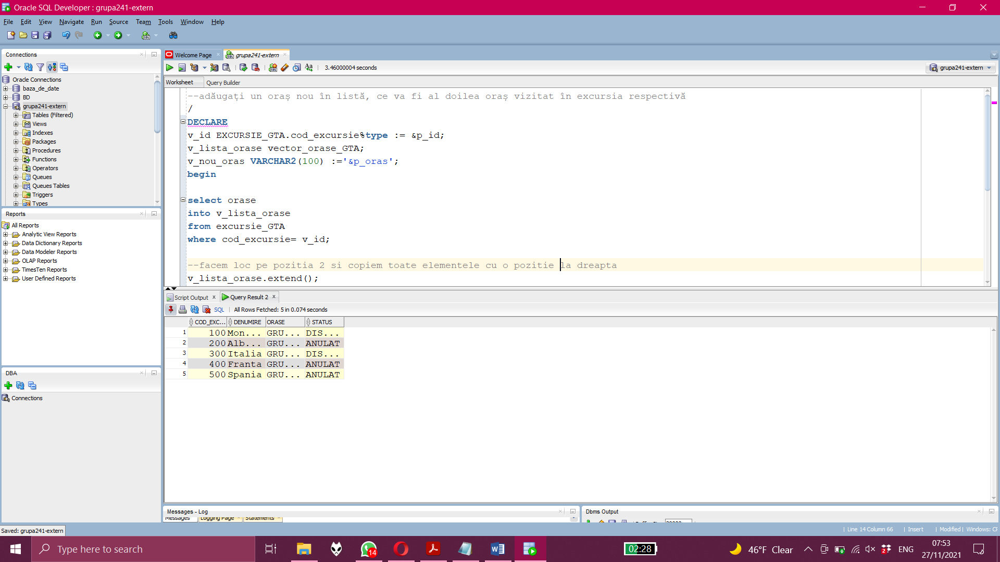 Oracle SQL Developer : grupa241-extern
File Edit View Navigate Run Source Team Tools Window Help
Connections
Oracle Connections
baza_de_date
BD
grupa241-extern
Tables (Filtered)
Views
Indexes
Packages
Procedures
Functions
Operators
Queues
Queues Tables
Triggers
Types
Reports
All Reports
Analytic View Reports
Data Dictionary Reports
Data Modeler Reports
OLAP Reports
TimesTen Reports
User Defined Reports
DBA
Connections
Welcome Page grupa241-extern
3.46000004 seconds grupa241-extern
Worksheet Query Builder
--adăugați un oraș nou în listă, ce va fi al doilea oraș vizitat în excursia respectivă
/
DECLARE
v_id EXCURSIE_GTA.cod_excursie%type := &p_id;
v_lista_orase vector_orase_GTA;
v_nou_oras VARCHAR2(100) :='&p_oras';
begin
select orase
into v_lista_orase
from excursie_GTA
where cod_excursie= v_id;
--facem loc pe pozitia 2 si copiem toate elementele cu o pozitie la dreapta
v_lista_orase.extend();
Script Output Query Result 2
SQL All Rows Fetched: 5 in 0.074 seconds
COD_EXC... DENUMIRE ORASE STATUS
1 100 Mon... GRU... DIS...
2 200 Alb... GRU... ANULAT
3 300 Italia GRU... DIS...
4 400 Franta GRU... ANULAT
5 500 Spania GRU... ANULAT
Messages - Log
Messages Logging Page Statements
Dbms Output
Saved: grupa241-extern
Line 14 Column 66 Insert Modified Windows:
Type here to search
14
02:28
46°F Clear
2
ENG
07:53
27/11/2021